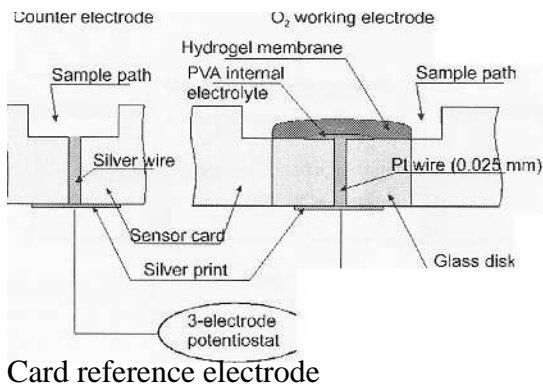 Counter electrode
O₂ working electrode
Hydrogel membrane
Sample path
PVA internal
electrolyte
Sample path
Silver wire
Pt wire (0.025 mm)
Sensor card
Silver print
Glass disk
3-electrode
potentiostat
Card reference electrode